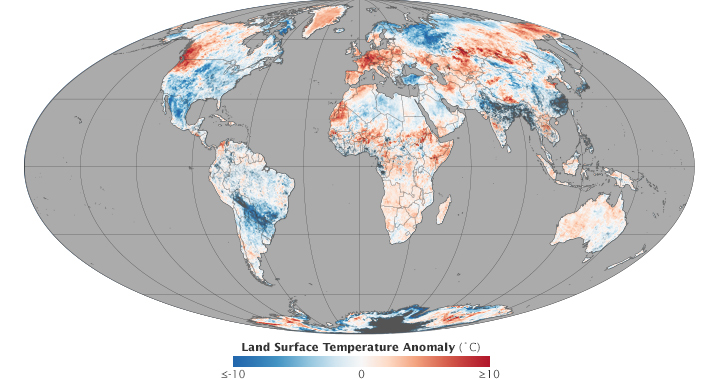 Land Surface Temperature Anomaly (˚C)
≤-10 0 ≥10